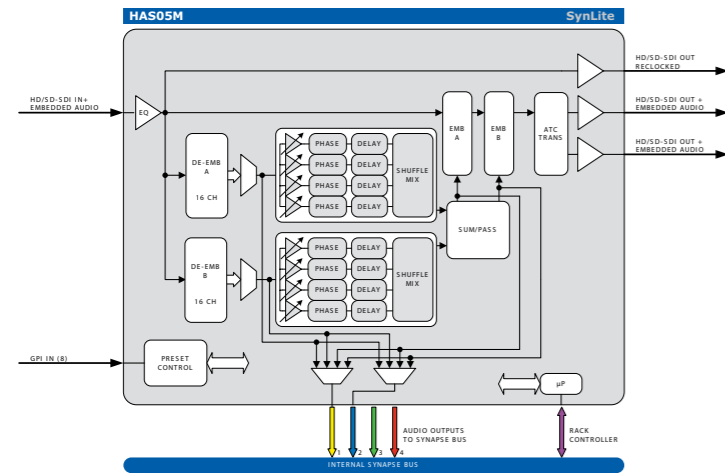 HAS05M SynLite
HD/SD-SDI OUT
RECLOCKED
HD/SD-SDI IN+
EMBEDDED AUDIO
EQ
EMB
A
EMB
B
ATC
TRANS
HD/SD-SDI OUT +
EMBEDDED AUDIO
HD/SD-SDI OUT +
EMBEDDED AUDIO
DE-EMB
A
16 CH
PHASE DELAY
PHASE DELAY
PHASE DELAY
PHASE DELAY
SHUFFLE
MIX
SUM/PASS
DE-EMB
B
16 CH
PHASE DELAY
PHASE DELAY
PHASE DELAY
PHASE DELAY
SHUFFLE
MIX
GPI IN (8)
PRESET
CONTROL
µP
1 2 3 4
AUDIO OUTPUTS
TO SYNAPSE BUS
RACK
CONTROLLER
INTERNAL SYNAPSE BUS